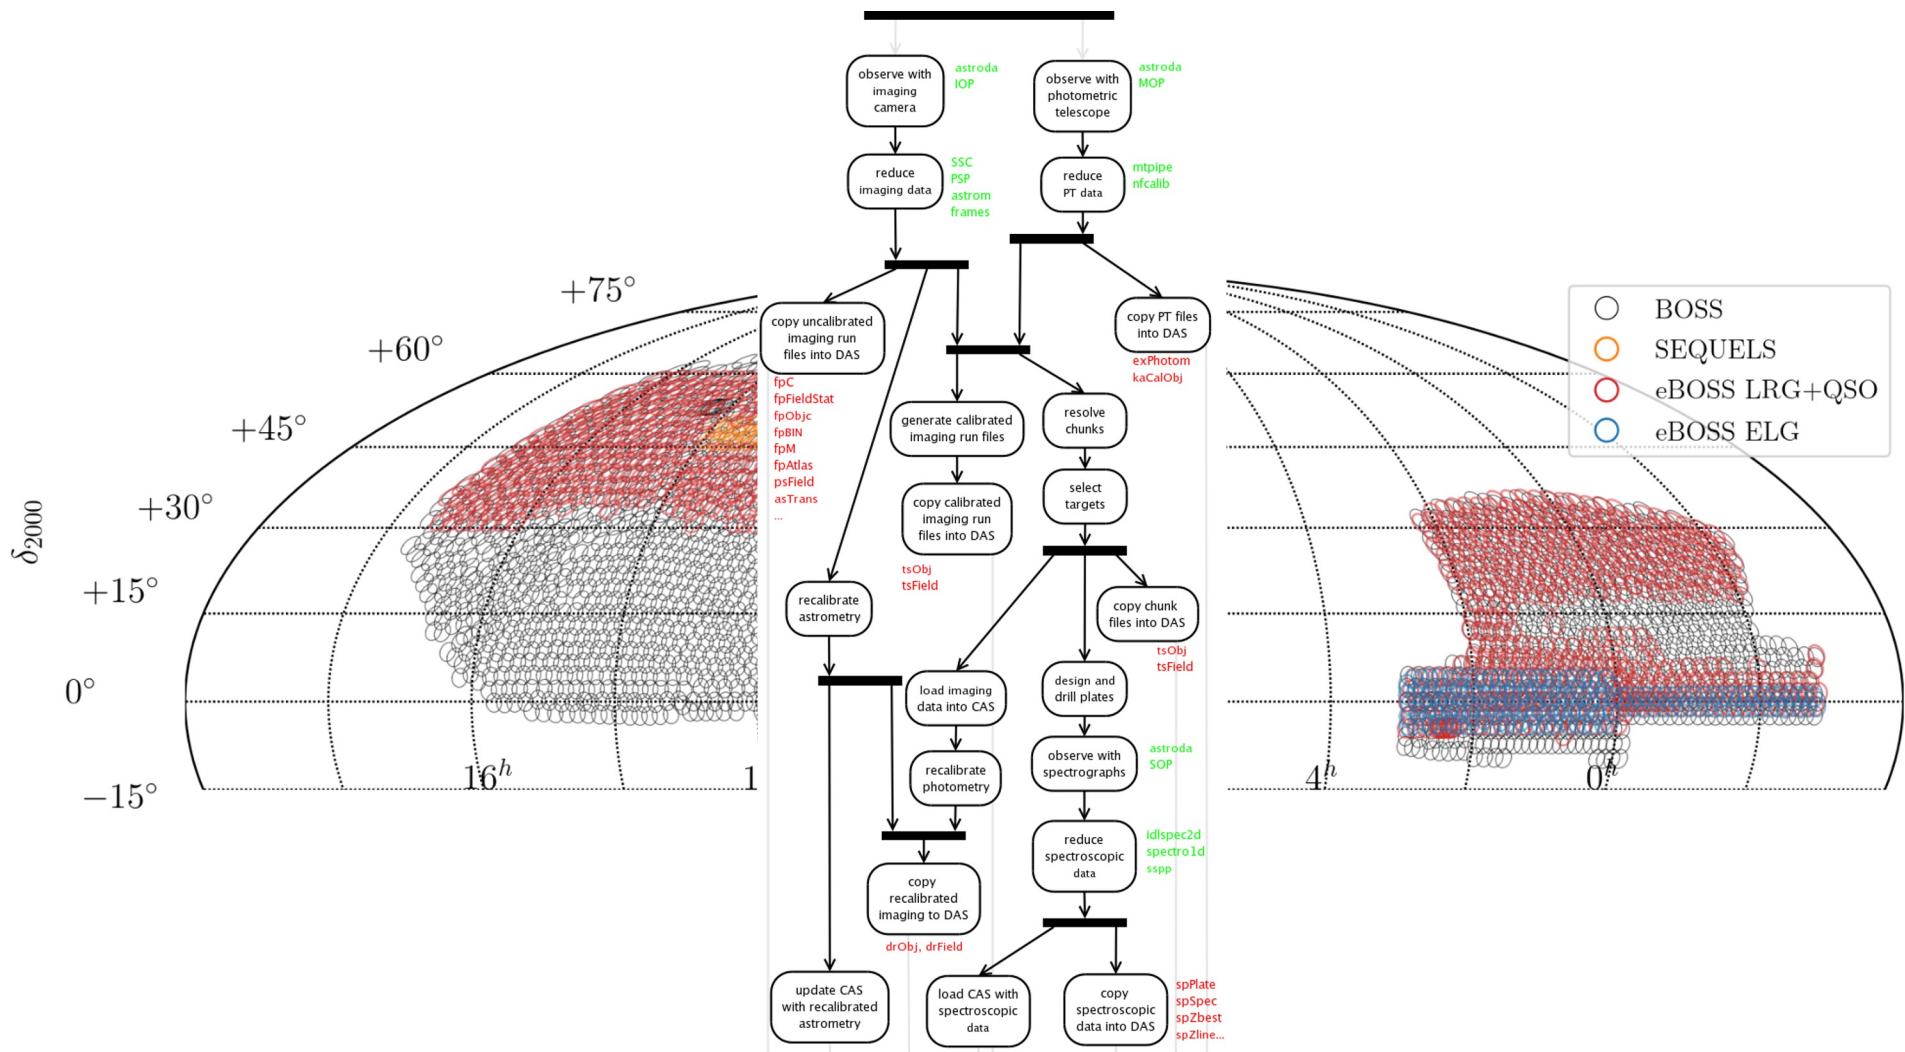 observe with
imaging
camera
astroda
IOP
observe with
photometric
telescope
astroda
MOP
reduce
imaging data
SSC
PSP
astrom
frames
reduce
PT data
mtpipe
nfcalib
copy uncalibrated
imaging run
files into DAS
fpC
fpFieldStat
fpObjc
fpBIN
fpM
fpAtlas
psField
asTrans
...
copy PT files
into DAS
exPhotom
kaCalObj
generate calibrated
imaging run files
resolve
chunks
copy calibrated
imaging run
files into DAS
tsObj
tsField
select
targets
recalibrate
astrometry
copy chunk
files into DAS
tsObj
tsField
load imaging
data into CAS
design and
drill plates
recalibrate
photometry
observe with
spectrographs
astroda
SOP
reduce
spectroscopic
data
idlspec2d
spectro1d
sspp
copy
recalibrated
imaging to DAS
drObj, drField
update CAS
with recalibrated
astrometry
load CAS with
spectroscopic
data
copy
spectroscopic
data into DAS
spPlate
spSpec
spZbest
spZline...
+75°
+60°
+45°
+30°
+15°
0°
−15°
δ2000
16h
1
4h
0h
BOSS
SEQUELS
eBOSS LRG+QSO
eBOSS ELG